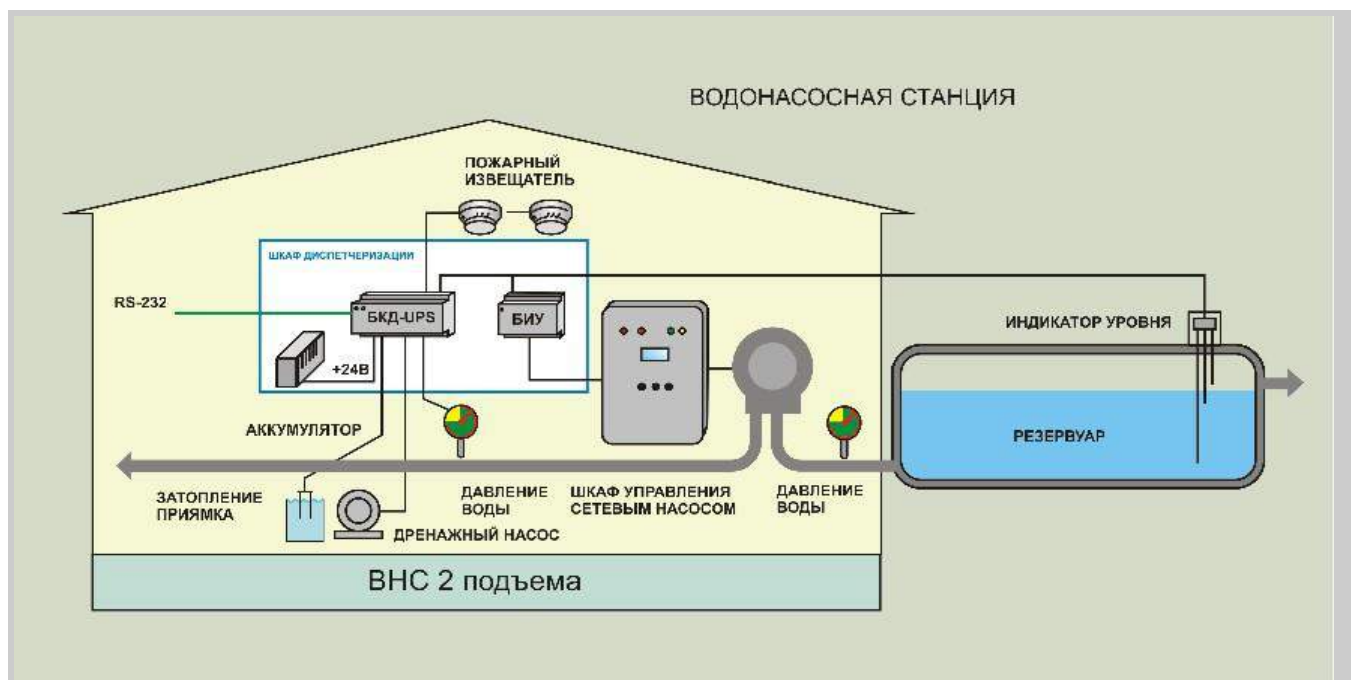 ВОДОНАСОСНАЯ СТАНЦИЯ
ПОЖАРНЫЙ
ИЗВЕЩАТЕЛЬ
ШКАФ ДИСПЕТЧЕРИЗАЦИИ
RS-232
БКД-UPS
БИУ
ИНДИКАТОР УРОВНЯ
+24В
АККУМУЛЯТОР
РЕЗЕРВУАР
ЗАТОПЛЕНИЕ
ПРИЯМКА
ДАВЛЕНИЕ
ВОДЫ
ШКАФ УПРАВЛЕНИЯ
СЕТЕВЫМ НАСОСОМ
ДАВЛЕНИЕ
ВОДЫ
ДРЕНАЖНЫЙ НАСОС
ВНС 2 подъема